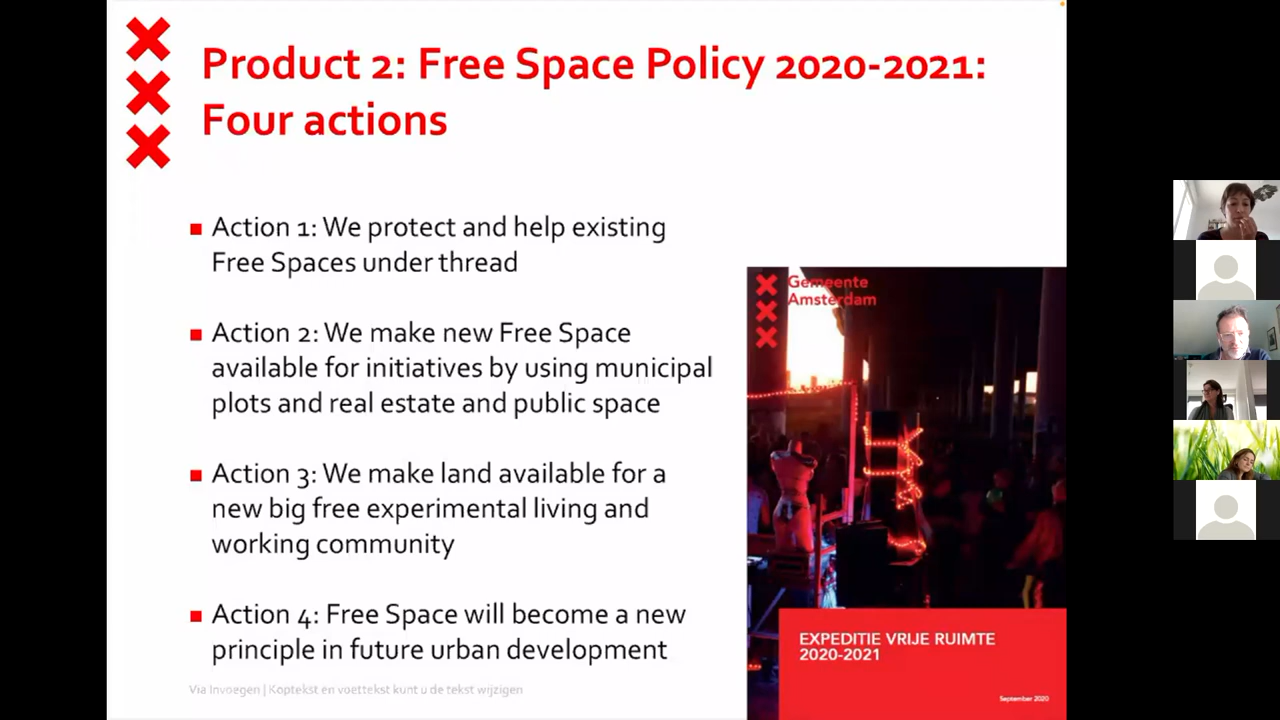 Product 2: Free Space Policy 2020-2021:
Four actions
Action 1: We protect and help existing
Free Spaces under thread
Action 2: We make new Free Space
available for initiatives by using municipal
plots and real estate and public space
Action 3: We make land available for a
new big free experimental living and
working community
Action 4: Free Space will become a new
principle in future urban development
Via Invoegen | Koptekst en voettekst kunt u de tekst wijzigen
Gemeente
Amsterdam
EXPEDITIE VRIJE RUIMTE
2020-2021
September 2020